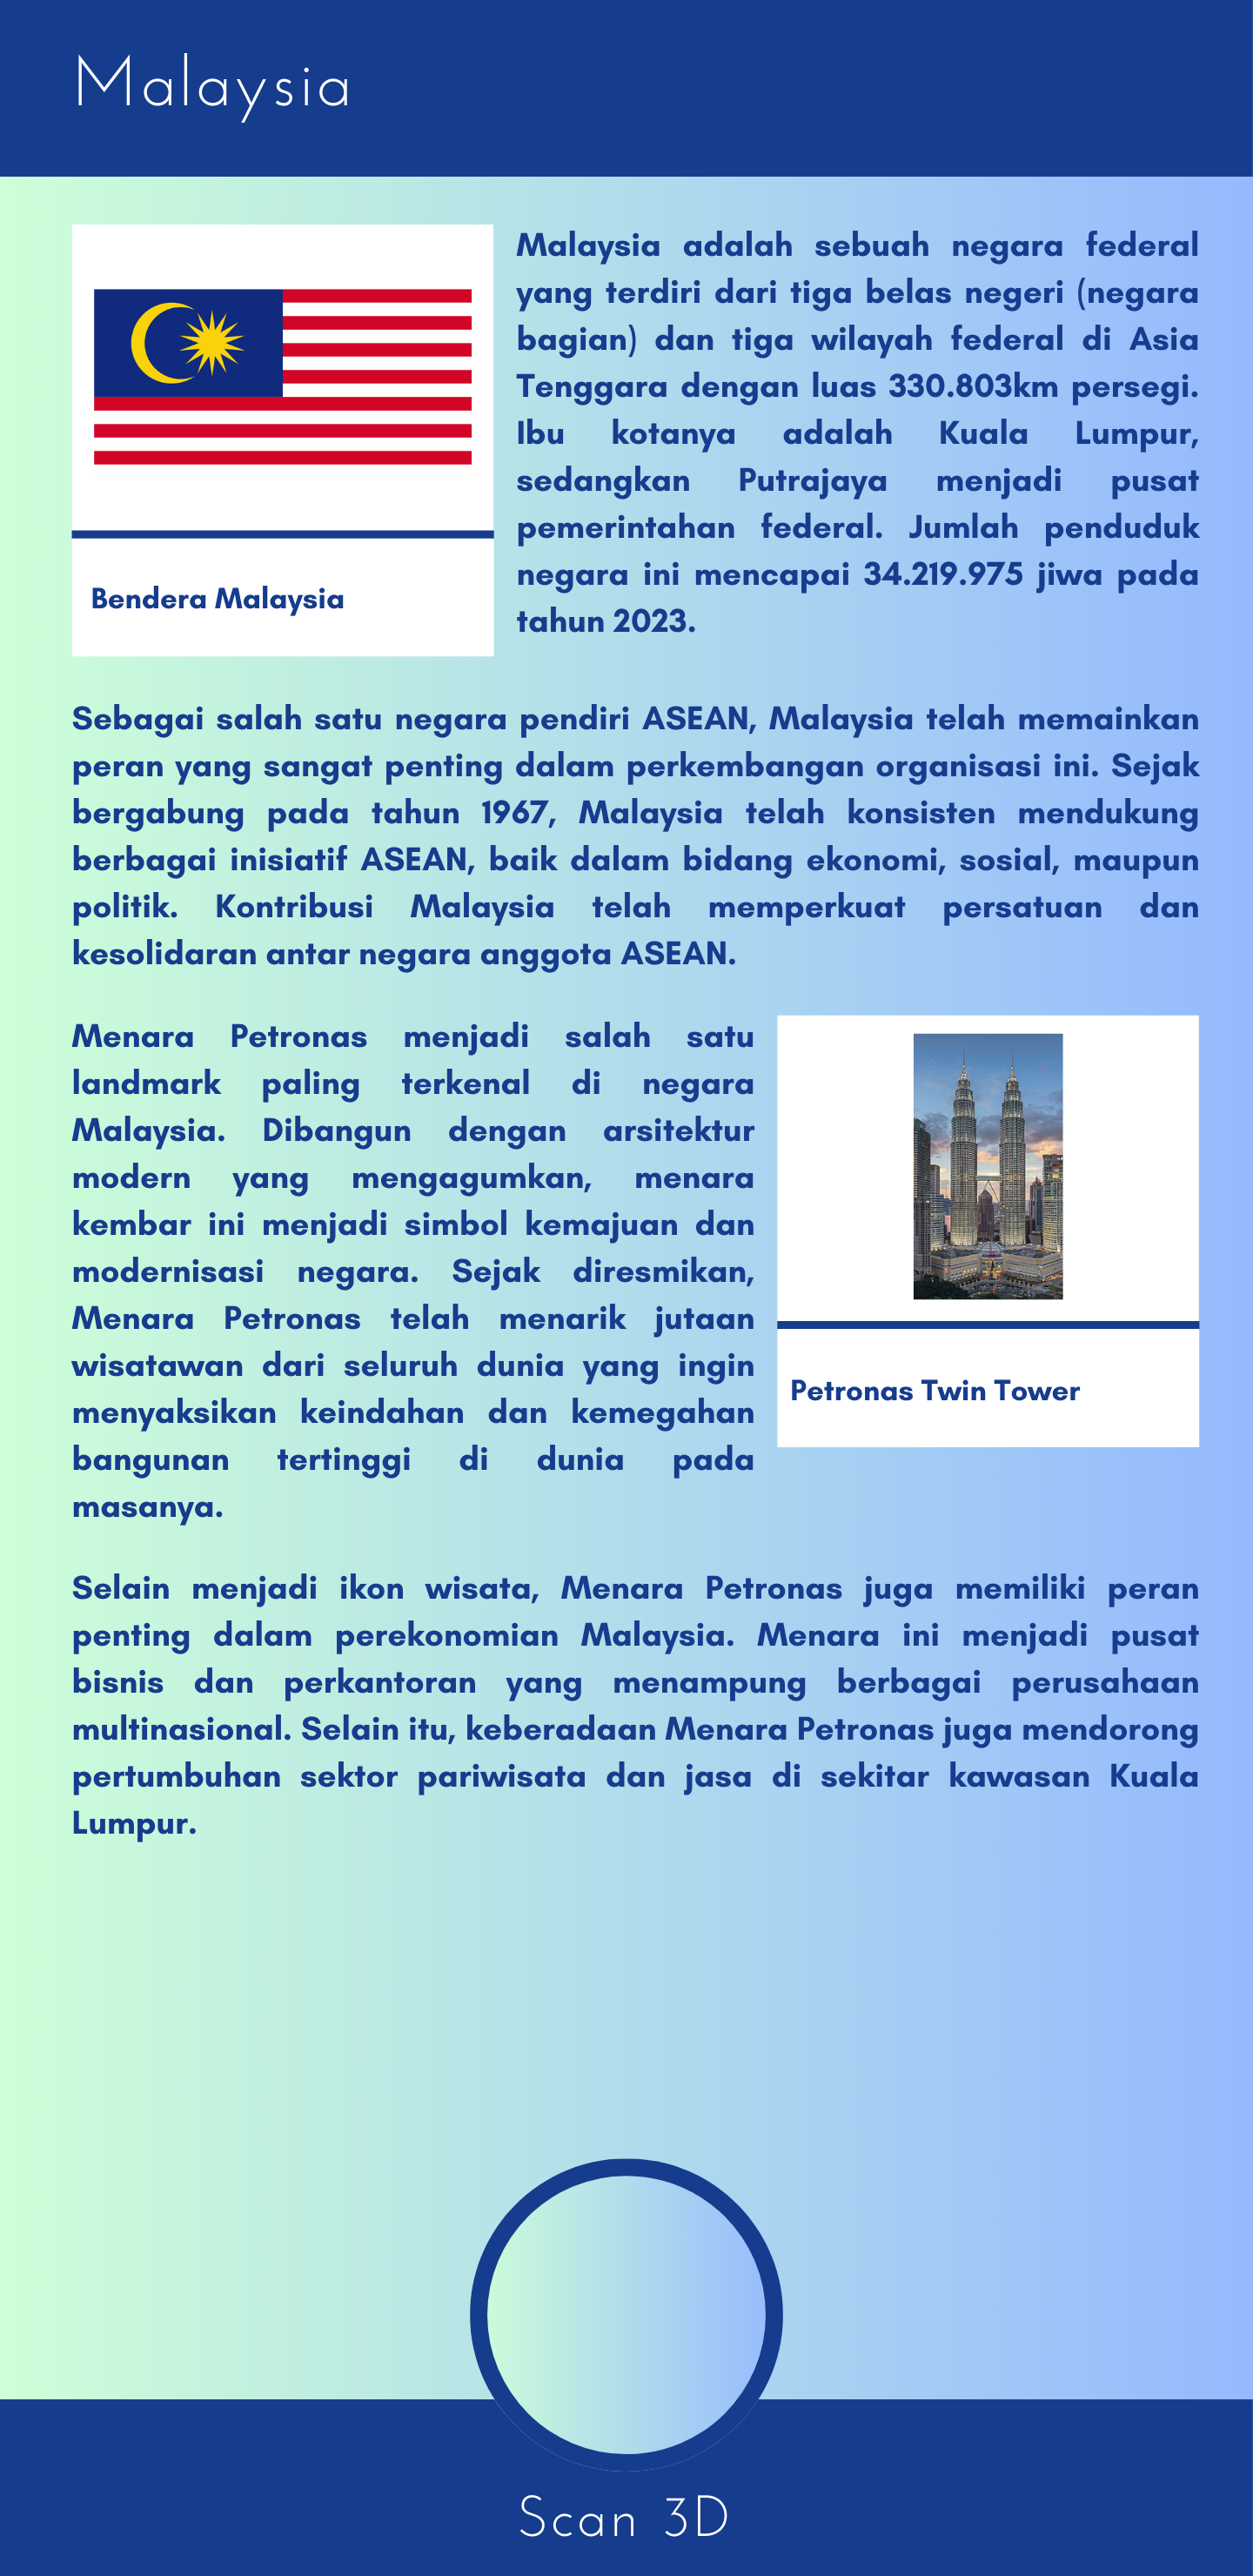 Malaysia
Malaysia adalah sebuah negara federal
yang terdiri dari tiga belas negeri (negara
bagian) dan tiga wilayah federal di Asia
Tenggara dengan luas 330.803km persegi.
Ibu kotanya adalah Kuala Lumpur,
sedangkan Putrajaya menjadi pusat
pemerintahan federal. Jumlah penduduk
negara ini mencapai 34.219.975 jiwa pada
tahun 2023.
Bendera Malaysia
Sebagai salah satu negara pendiri ASEAN, Malaysia telah memainkan
peran yang sangat penting dalam perkembangan organisasi ini. Sejak
bergabung pada tahun 1967, Malaysia telah konsisten mendukung
berbagai inisiatif ASEAN, baik dalam bidang ekonomi, sosial, maupun
politik. Kontribusi Malaysia telah memperkuat persatuan dan
kesolidaran antar negara anggota ASEAN.
Menara Petronas menjadi salah satu
landmark paling terkenal di negara
Malaysia. Dibangun dengan arsitektur
modern yang mengagumkan, menara
kembar ini menjadi simbol kemajuan dan
modernisasi negara. Sejak diresmikan,
Menara Petronas telah menarik jutaan
wisatawan dari seluruh dunia yang ingin
menyaksikan keindahan dan kemegahan
bangunan tertinggi di dunia pada
masanya.
Petronas Twin Tower
Selain menjadi ikon wisata, Menara Petronas juga memiliki peran
penting dalam perekonomian Malaysia. Menara ini menjadi pusat
bisnis dan perkantoran yang menampung berbagai perusahaan
multinasional. Selain itu, keberadaan Menara Petronas juga mendorong
pertumbuhan sektor pariwisata dan jasa di sekitar kawasan Kuala
Lumpur.
Scan 3D